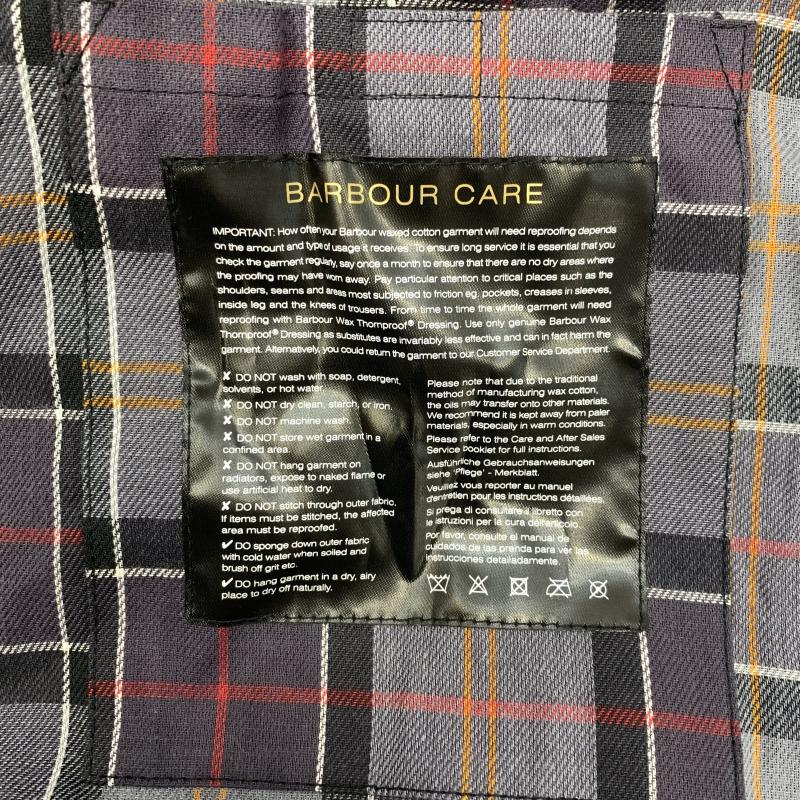 BARBOUR CARE
IMPORTANT: How often your Barbour waxed cotton garment will need reproofing depends
on the amount and type of usage it receives. To ensure long service it is essential that you
check the garment regularly, say once a month to ensure that there are no dry areas where
the proofing may have worn away. Pay particular attention to critical places such as the
shoulders, seams and areas most subjected to friction eg. pockets, creases in sleeves,
inside leg and the knees of trousers. From time to time the whole garment will need
reproofing with Barbour Wax Thornproof® Dressing. Use only genuine Barbour Wax
Thornproof® Dressing as substitutes are invariably less effective and can in fact harm the
garment. Alternatively, you could return the garment to our Customer Service Department.
✘ DO NOT wash with soap, detergent,
solvents, or hot water.
✘ DO NOT dry clean, starch, or iron.
✘ DO NOT machine wash.
✘ DO NOT store wet garment in a
confined area.
✘ DO NOT hang garment on
radiators, expose to naked flame or
use artificial heat to dry.
✘ DO NOT stitch through outer fabric.
If items must be stitched, the affected
area must be reproofed.
✔ DO sponge down outer fabric
with cold water when soiled and
brush off grit etc.
✔ DO hang garment in a dry, airy
place to dry off naturally.
Please note that due to the traditional
method of manufacturing wax cotton,
the oils may transfer onto other materials.
We recommend it is kept away from paler
materials, especially in warm conditions.
Please refer to the Care and After Sales
Service booklet for full instructions.
Ausführliche Gebrauchsanweisungen
siehe 'Pflege' - Merkblatt.
Veuillez vous reporter au manuel
d'entretien pour les instructions détaillées.
Si prega di consultare il libretto con
le istruzioni per la cura dell'articolo.
Por favor, consulte el manual de
cuidados de las prenda para ver las
instrucciones detailadamente.